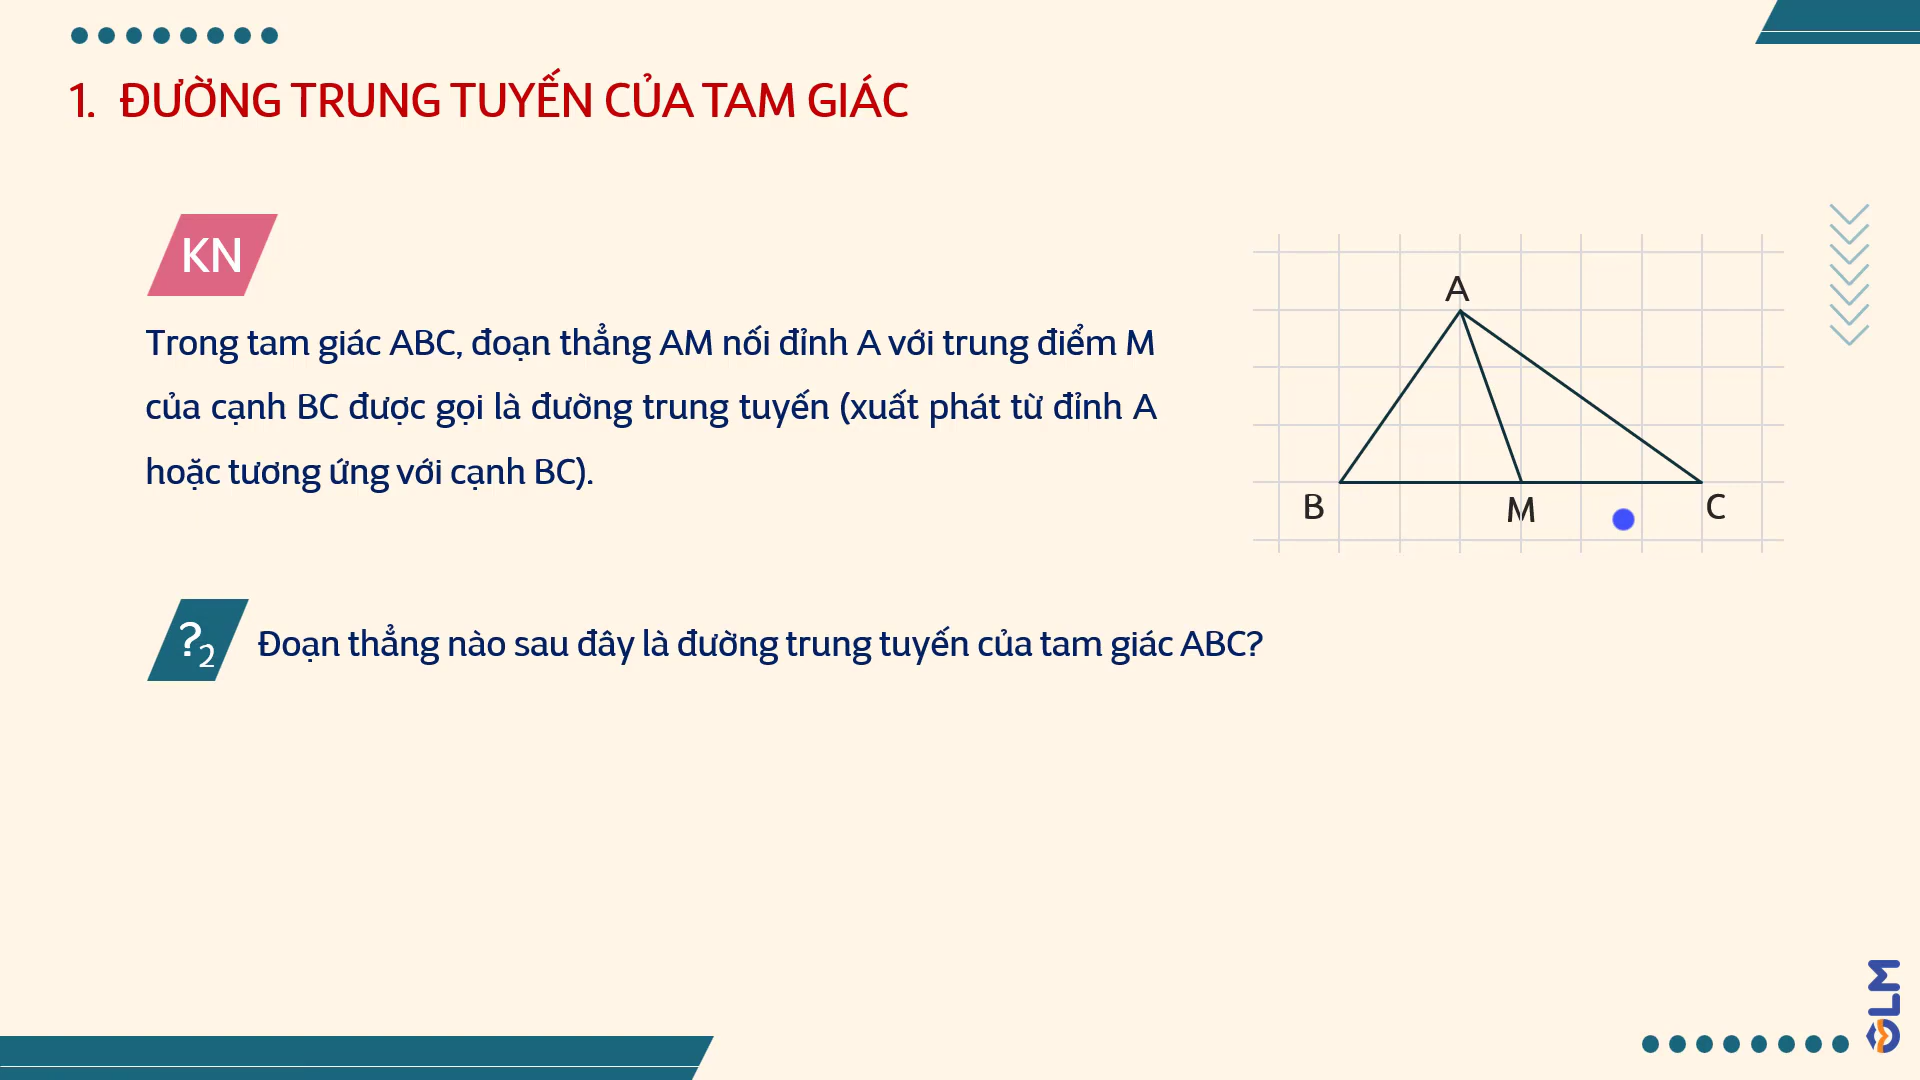 1. ĐƯỜNG TRUNG TUYẾN CỦA TAM GIÁC
KN
Trong tam giác ABC, đoạn thẳng AM nối đỉnh A với trung điểm M
của cạnh BC được gọi là đường trung tuyến (xuất phát từ đỉnh A
hoặc tương ứng với cạnh BC).
A
B
M
C
?2
Đoạn thẳng nào sau đây là đường trung tuyến của tam giác ABC?
OLM